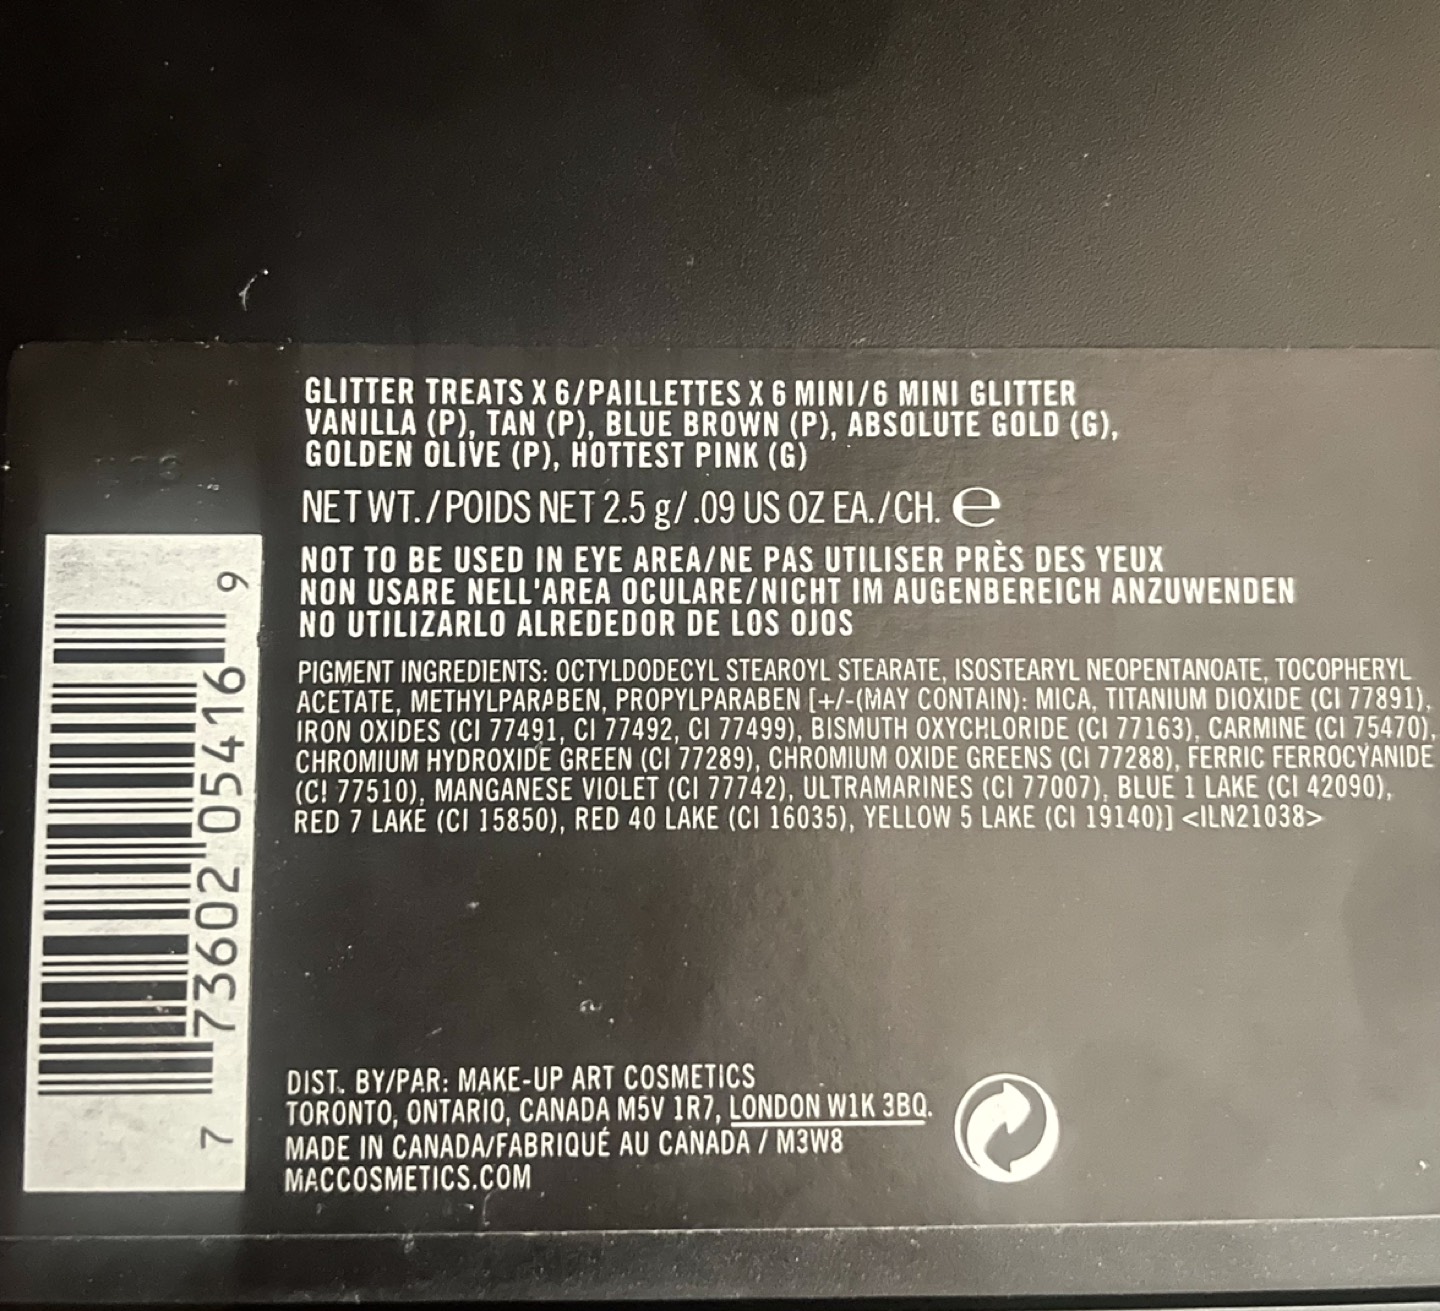 GLITTER TREATS X 6/PAILLETTES X 6 MINI/6 MINI GLITTER
VANILLA (P), TAN (P), BLUE BROWN (P), ABSOLUTE GOLD (G),
GOLDEN OLIVE (P), HOTTEST PINK (G)
NET WT./POIDS NET 2.5 g/.09 US OZ EA./CH. ℮
NOT TO BE USED IN EYE AREA/NE PAS UTILISER PRÈS DES YEUX
NON USARE NELL'AREA OCULARE/NICHT IM AUGENBEREICH ANZUWENDEN
NO UTILIZARLO ALREDEDOR DE LOS OJOS
PIGMENT INGREDIENTS: OCTYLDODECYL STEAROYL STEARATE, ISOSTEARYL NEOPENTANOATE, TOCOPHERYL
ACETATE, METHYLPARABEN, PROPYLPARABEN [+/-(MAY CONTAIN): MICA, TITANIUM DIOXIDE (CI 77891),
IRON OXIDES (CI 77491, CI 77492, CI 77499), BISMUTH OXYCHLORIDE (CI 77163), CARMINE (CI 75470),
CHROMIUM HYDROXIDE GREEN (CI 77289), CHROMIUM OXIDE GREENS (CI 77288), FERRIC FERROCYANIDE
(CI 77510), MANGANESE VIOLET (CI 77742), ULTRAMARINES (CI 77007), BLUE 1 LAKE (CI 42090),
RED 7 LAKE (CI 15850), RED 40 LAKE (CI 16035), YELLOW 5 LAKE (CI 19140)] <ILN21038>
7 73602 05416 9
DIST. BY/PAR: MAKE-UP ART COSMETICS
TORONTO, ONTARIO, CANADA M5V 1R7, LONDON W1K 3BQ.
MADE IN CANADA/FABRIQUÉ AU CANADA / M3W8
MACCOSMETICS.COM